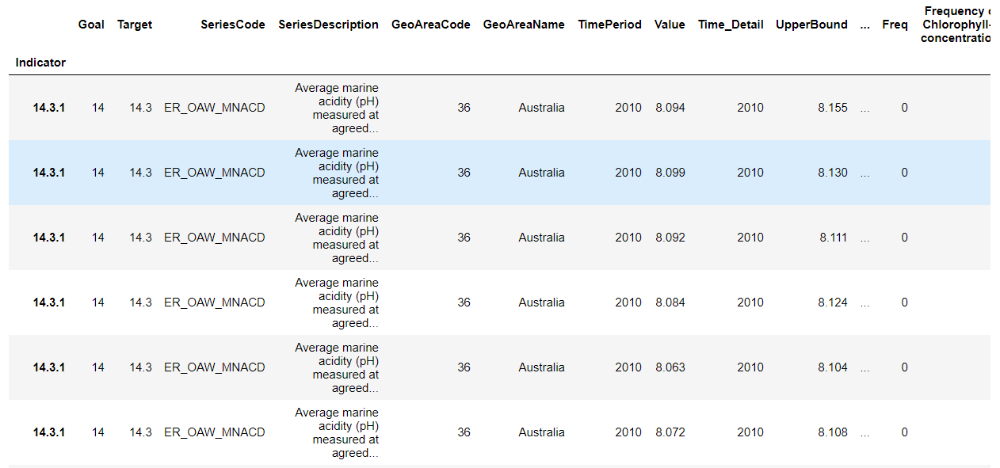 Goal Target SeriesCode SeriesDescription GeoAreaCode GeoAreaName TimePeriod Value Time_Detail UpperBound ... Freq Frequency
Chlorophyll-
concentratio
Indicator
14.3.1 14 14.3 ER_OAW_MNACD Average marine
acidity (pH)
measured at
agreed... 36 Australia 2010 8.094 2010 8.155 ... 0
14.3.1 14 14.3 ER_OAW_MNACD Average marine
acidity (pH)
measured at
agreed... 36 Australia 2010 8.099 2010 8.130 ... 0
14.3.1 14 14.3 ER_OAW_MNACD Average marine
acidity (pH)
measured at
agreed... 36 Australia 2010 8.092 2010 8.111 ... 0
14.3.1 14 14.3 ER_OAW_MNACD Average marine
acidity (pH)
measured at
agreed... 36 Australia 2010 8.084 2010 8.124 ... 0
14.3.1 14 14.3 ER_OAW_MNACD Average marine
acidity (pH)
measured at
agreed... 36 Australia 2010 8.063 2010 8.104 ... 0
14.3.1 14 14.3 ER_OAW_MNACD Average marine
acidity (pH)
measured at
agreed... 36 Australia 2010 8.072 2010 8.108 ... 0